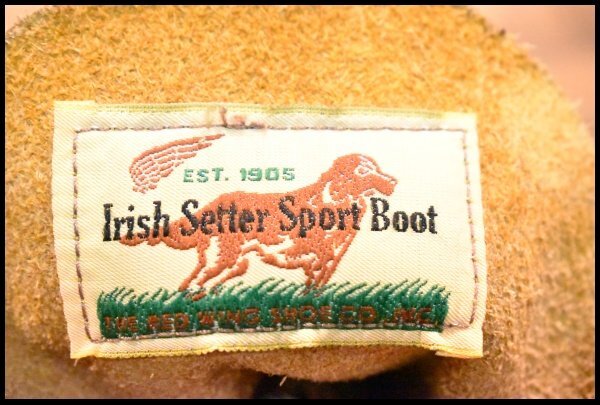 EST. 1905
Irish Setter Sport Boot
THE RED WING SHOE CO. INC.